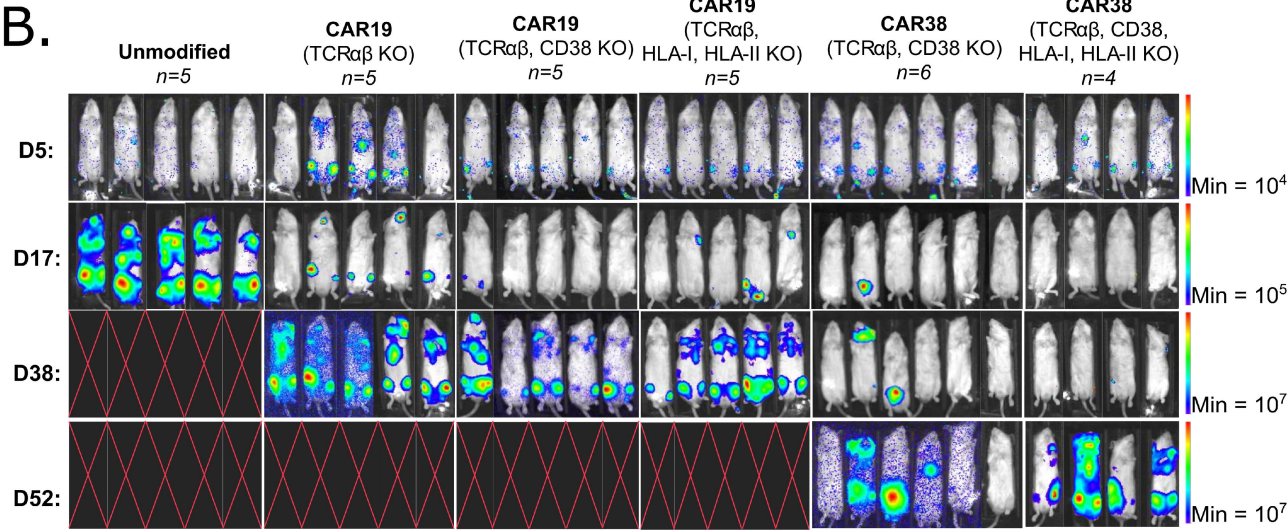 B.
Unmodified
n=5
CAR19
(TCRαβ KO)
n=5
CAR19
(TCRαβ, CD38 KO)
n=5
CAR19
(TCRαβ,
HLA-I, HLA-II KO)
n=5
CAR38
(TCRαβ, CD38 KO)
n=6
CAR38
(TCRαβ, CD38,
HLA-I, HLA-II KO)
n=4
D5:
Min = 10⁴
D17:
Min = 10⁵
D38:
Min = 10⁷
D52:
Min = 10⁷